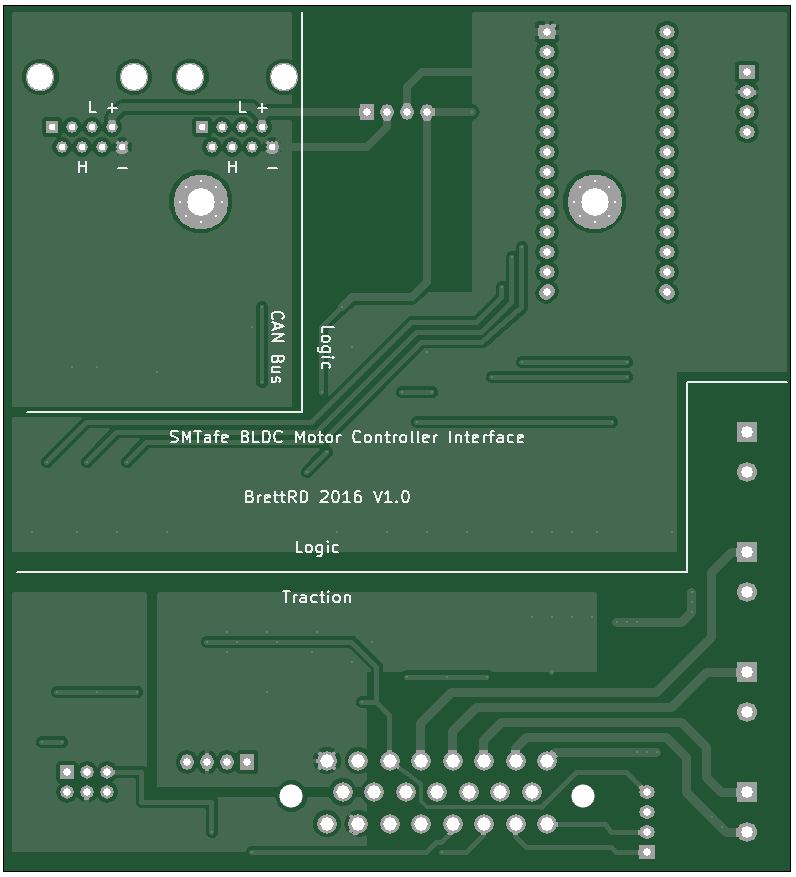 L + L +
H - H -
CAN Bus
Logic
SMTafe BLDC Motor Controller Interface
BrettRD 2016 V1.0
Logic
Traction